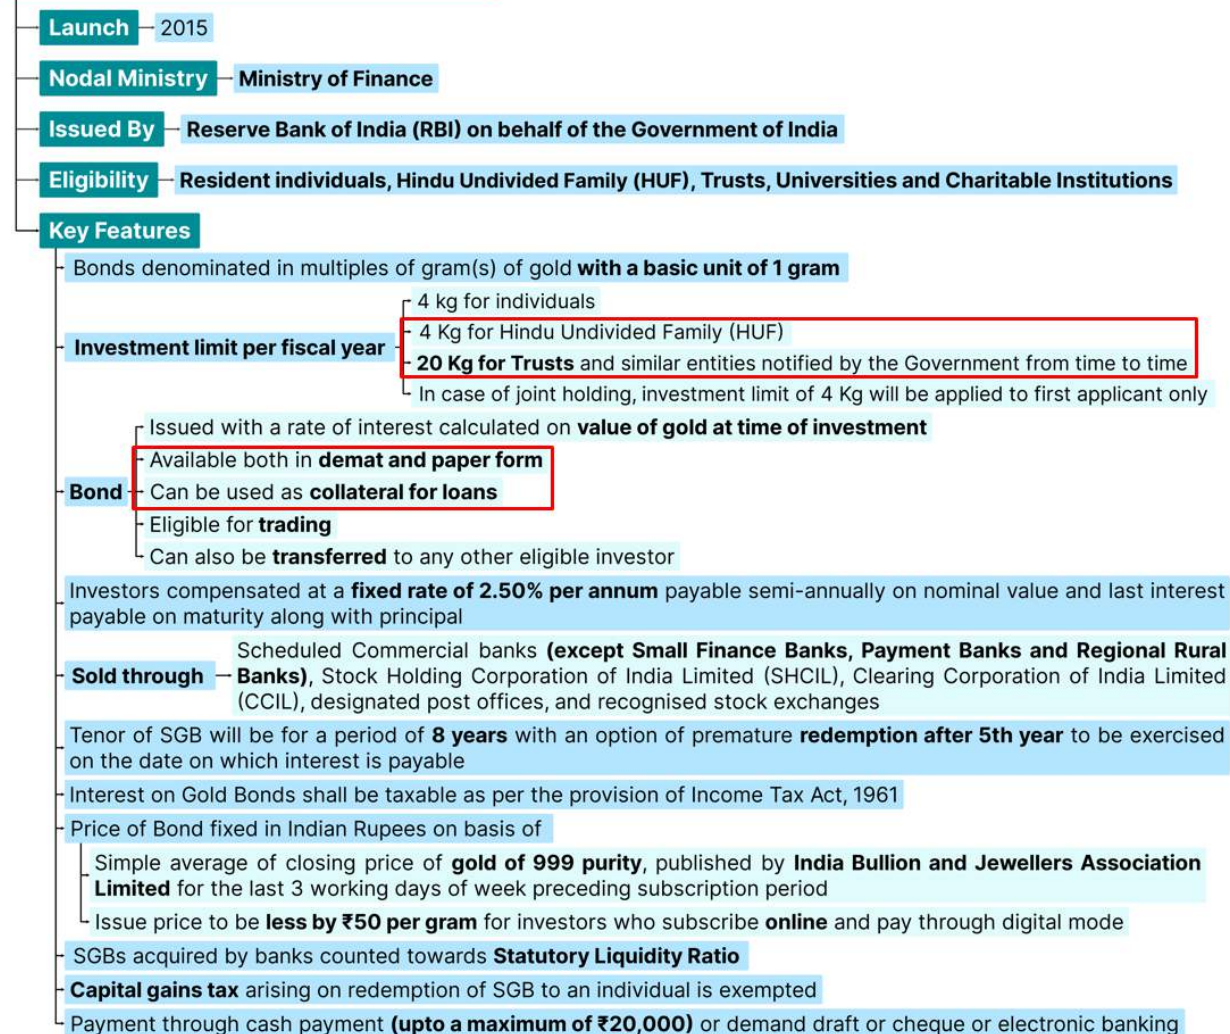 Launch 2015
Nodal Ministry Ministry of Finance
Issued By Reserve Bank of India (RBI) on behalf of the Government of India
Eligibility Resident individuals, Hindu Undivided Family (HUF), Trusts, Universities and Charitable Institutions
Key Features
Bonds denominated in multiples of gram(s) of gold with a basic unit of 1 gram
Investment limit per fiscal year
4 kg for individuals
4 Kg for Hindu Undivided Family (HUF)
20 Kg for Trusts and similar entities notified by the Government from time to time
In case of joint holding, investment limit of 4 Kg will be applied to first applicant only
Bond
Issued with a rate of interest calculated on value of gold at time of investment
Available both in demat and paper form
Can be used as collateral for loans
Eligible for trading
Can also be transferred to any other eligible investor
Investors compensated at a fixed rate of 2.50% per annum payable semi-annually on nominal value and last interest
payable on maturity along with principal
Sold through
Scheduled Commercial banks (except Small Finance Banks, Payment Banks and Regional Rural
Banks), Stock Holding Corporation of India Limited (SHCIL), Clearing Corporation of India Limited
(CCIL), designated post offices, and recognised stock exchanges
Tenor of SGB will be for a period of 8 years with an option of premature redemption after 5th year to be exercised
on the date on which interest is payable
Interest on Gold Bonds shall be taxable as per the provision of Income Tax Act, 1961
Price of Bond fixed in Indian Rupees on basis of
Simple average of closing price of gold of 999 purity, published by India Bullion and Jewellers Association
Limited for the last 3 working days of week preceding subscription period
Issue price to be less by ₹50 per gram for investors who subscribe online and pay through digital mode
SGBs acquired by banks counted towards Statutory Liquidity Ratio
Capital gains tax arising on redemption of SGB to an individual is exempted
Payment through cash payment (upto a maximum of ₹20,000) or demand draft or cheque or electronic banking